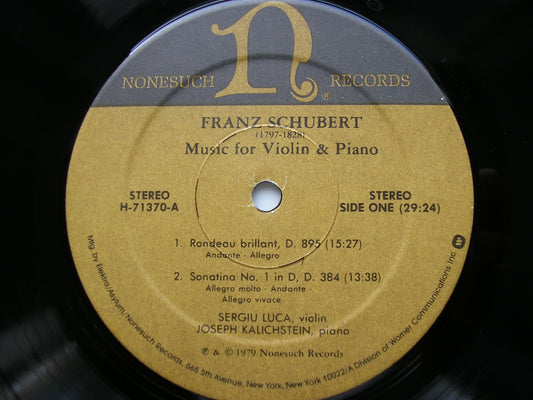 n
NONESUCH RECORDS
®
FRANZ SCHUBERT
(1797-1828)
Music for Violin & Piano
STEREO
H-71370-A
STEREO
SIDE ONE (29:24)
1. Rondeau brillant, D. 895 (15:27)
Andante - Allegro
2. Sonatina No. 1 in D, D. 384 (13:38)
Allegro molto - Andante -
Allegro vivace
SERGIU LUCA, violin
JOSEPH KALICHSTEIN, piano
℗ & © 1979 Nonesuch Records
Mfg by Elektra/Asylum/Nonesuch Records, 665 5th Avenue, New York, New York 10022/A Division of Warner Communications Inc